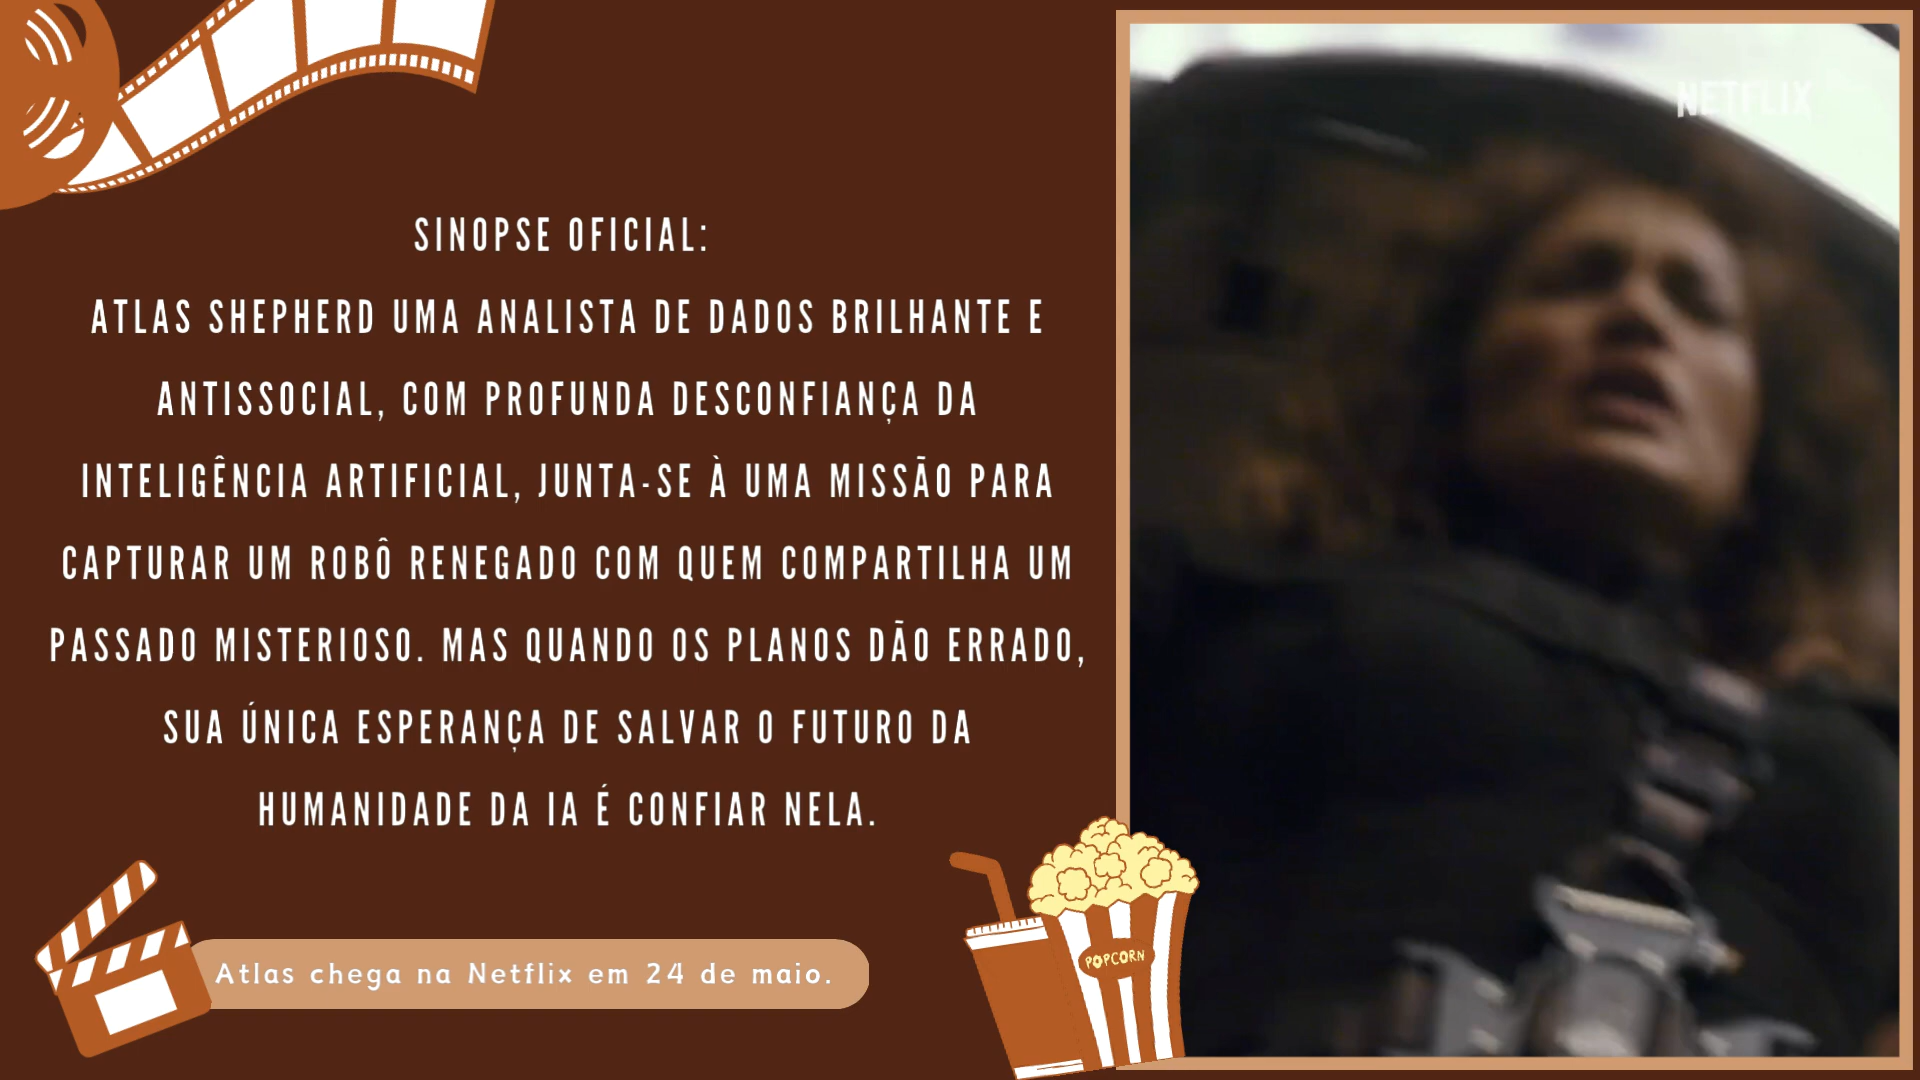 NETFLIX
SINOPSE OFICIAL:
ATLAS SHEPHERD UMA ANALISTA DE DADOS BRILHANTE E
ANTISSOCIAL, COM PROFUNDA DESCONFIANÇA DA
INTELIGÊNCIA ARTIFICIAL, JUNTA-SE À UMA MISSÃO PARA
CAPTURAR UM ROBÔ RENEGADO COM QUEM COMPARTILHA UM
PASSADO MISTERIOSO. MAS QUANDO OS PLANOS DÃO ERRADO,
SUA ÚNICA ESPERANÇA DE SALVAR O FUTURO DA
HUMANIDADE DA IA É CONFIAR NELA.
POPCORN
Atlas chega na Netflix em 24 de maio.